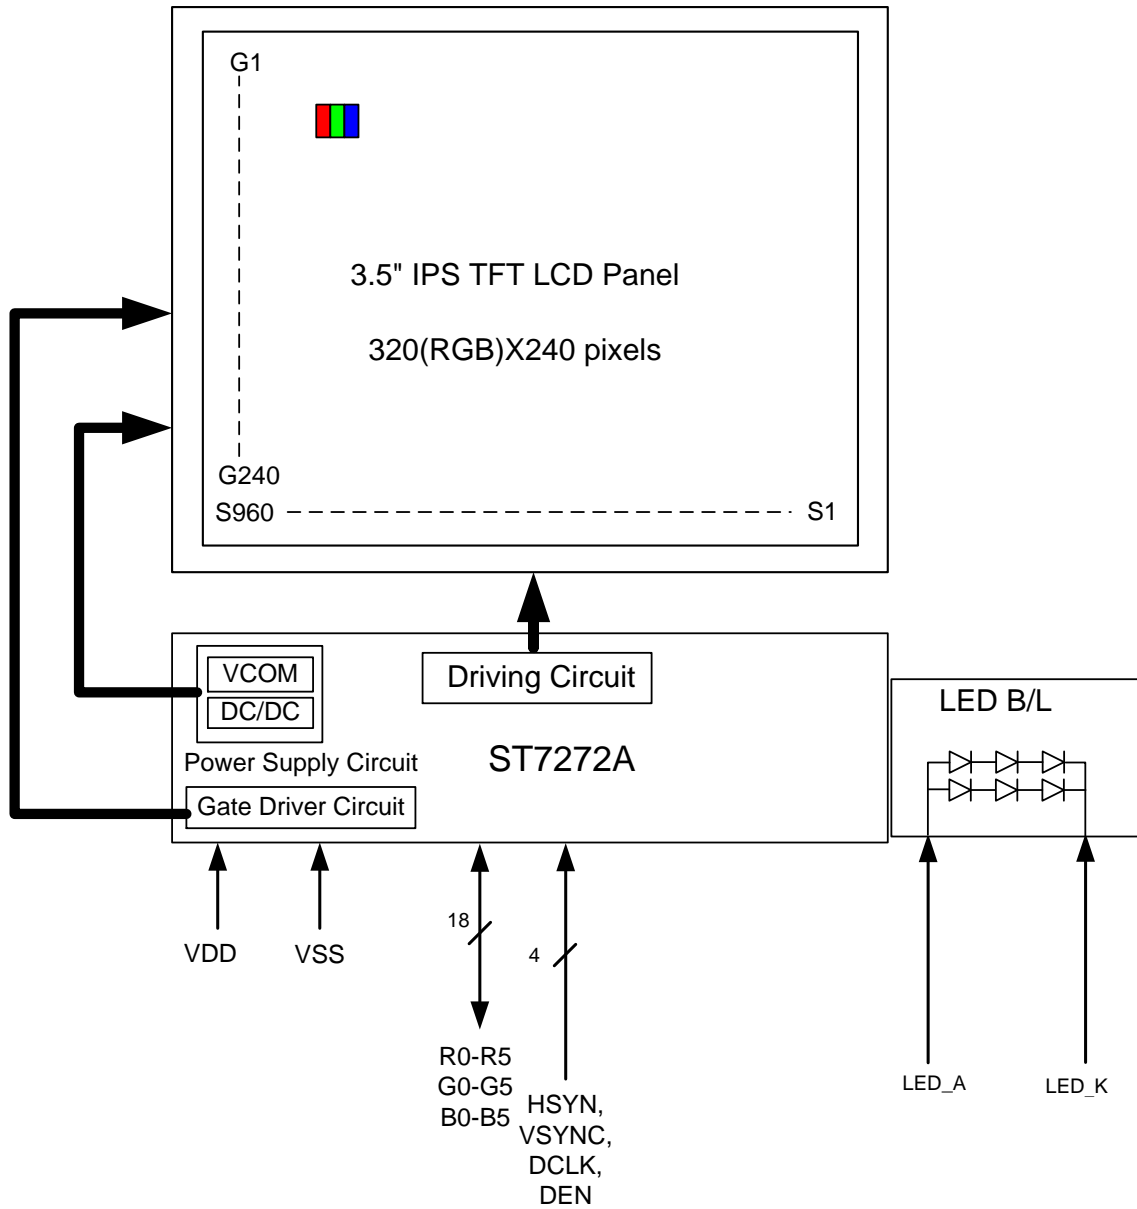 G1
3.5" IPS TFT LCD Panel
320(RGB)X240 pixels
G240
S960
S1
VCOM
DC/DC
Power Supply Circuit
Gate Driver Circuit
Driving Circuit
ST7272A
LED B/L
18
4
VDD
VSS
R0-R5
G0-G5
B0-B5
HSYN,
VSYNC,
DCLK,
DEN
LED_A
LED_K